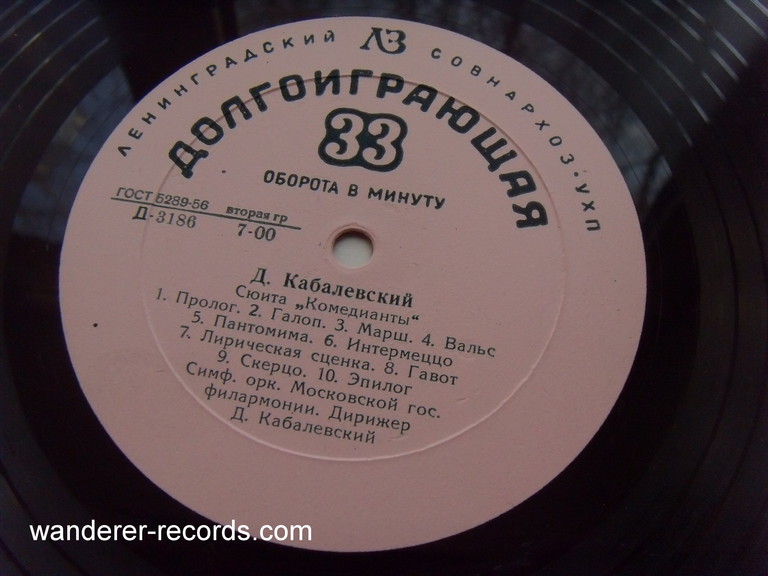 ЛЕНИНГРАДСКИЙ ЛЗ СОВНАРХОЗ·УХП
ДОЛГОИГРАЮЩАЯ
33
ОБОРОТА В МИНУТУ
ГОСТ 5289-56 вторая гр
Д-3186 7-00
Д. Кабалевский
Сюита „Комедианты“
1. Пролог. 2. Галоп. 3. Марш. 4. Вальс
5. Пантомима. 6. Интермеццо
7. Лирическая сценка. 8. Гавот
9. Скерцо. 10. Эпилог
Симф. орк. Московской гос.
филармонии. Дирижер
Д. Кабалевский
wanderer-records.com